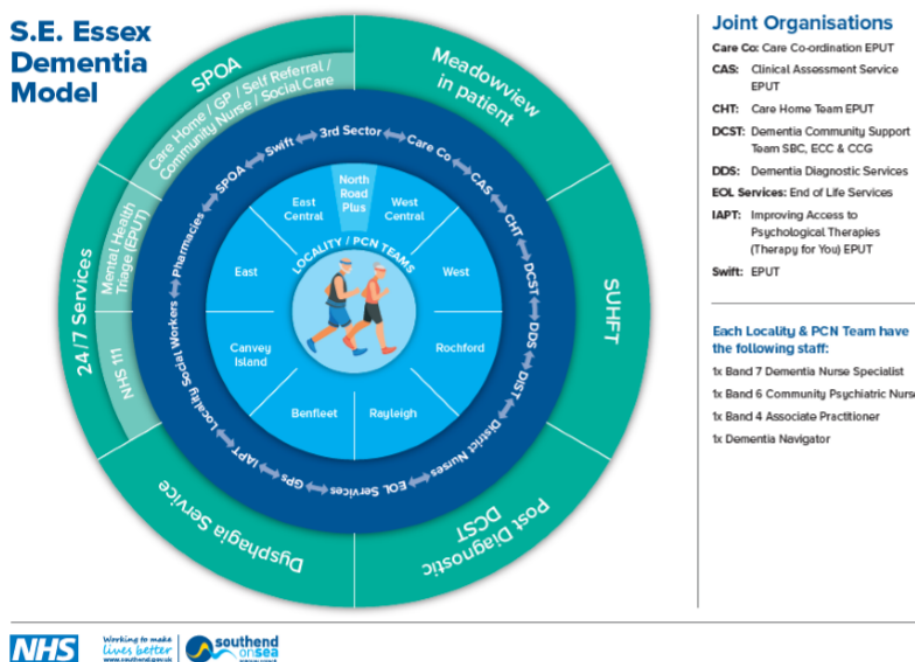 S.E. Essex
Dementia
Model
SPOA
Care Home / GP / Self Referral /
Community Nurse / Social Care
Meadowview
in patient
SUHFT
Post Diagnostic
DCST
Dysphagia Service
24/7 Services
NHS 111
Mental Health
Triage (EPUT)
SPOA
Swift
3rd Sector
Care Co
CAS
CHT
DCST
DDS
DIST
District Nurses
EOL Services
GPs
IAPT
Locality Social Workers
Pharmacies
North
Road
Plus
West
Central
West
Rochford
Rayleigh
Benfleet
Canvey
Island
East
East
Central
LOCALITY / PCN TEAMS
Joint Organisations
Care Co: Care Co-ordination EPUT
CAS: Clinical Assessment Service
EPUT
CHT: Care Home Team EPUT
DCST: Dementia Community Support
Team SBC, ECC & CCG
DDS: Dementia Diagnostic Services
EOL Services: End of Life Services
IAPT: Improving Access to
Psychological Therapies
(Therapy for You) EPUT
Swift: EPUT
Each Locality & PCN Team have
the following staff:
1x Band 7 Dementia Nurse Specialist
1x Band 6 Community Psychiatric Nurse
1x Band 4 Associate Practitioner
1x Dementia Navigator
NHS
Working to make
lives better
www.southend.gov.uk
southend
on sea